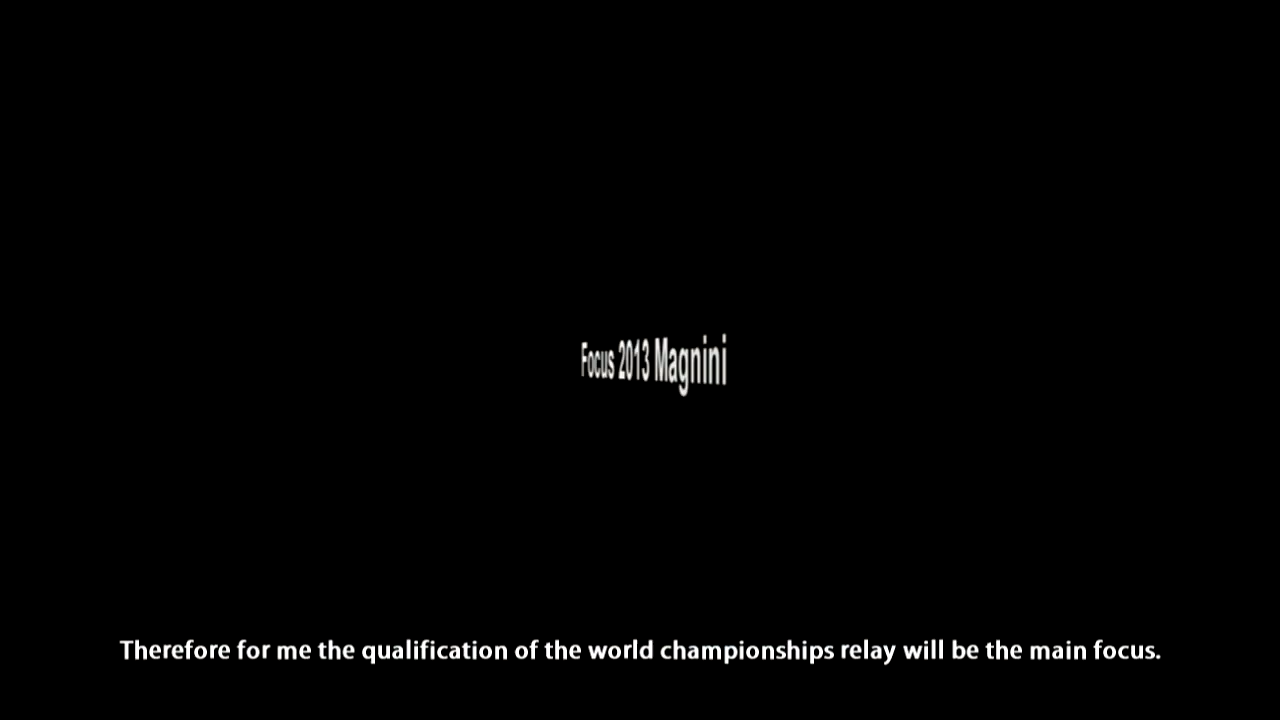 Focus 2013 Magnini
Therefore for me the qualification of the world championships relay will be the main focus.